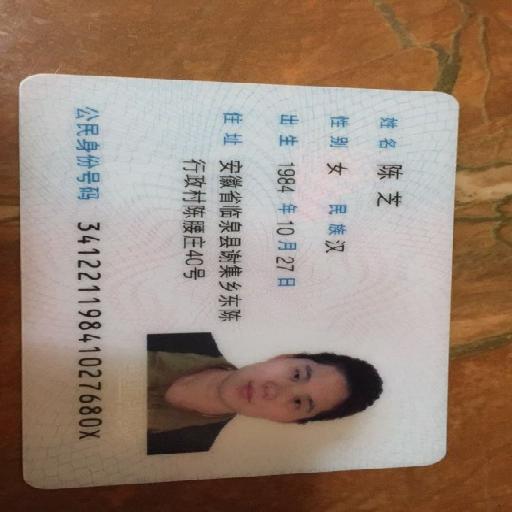 姓名 陈芝
性别 女 民族 汉
出生 1984 年 10 月 27 日
住址 安徽省临泉县谢集乡东陈
行政村陈腰庄40号
公民身份号码 34122119841027680X